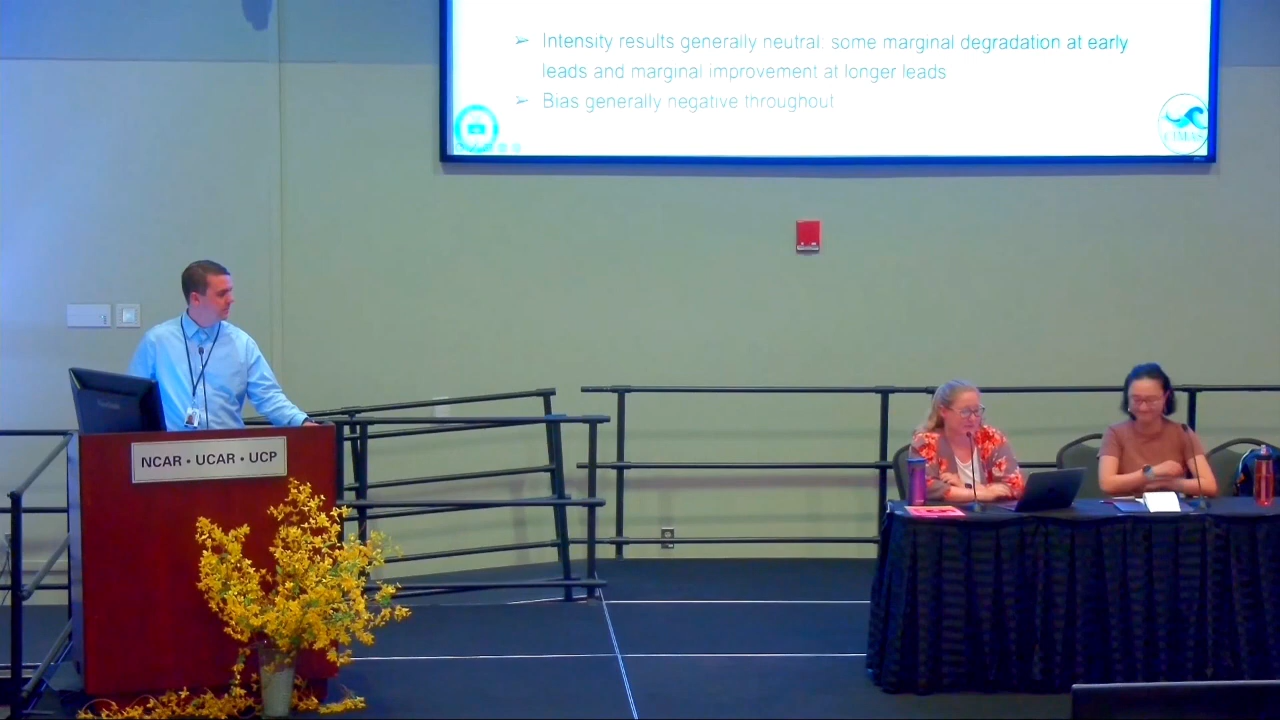 ➢ Intensity results generally neutral: some marginal degradation at early
leads and marginal improvement at longer leads
➢ Bias generally negative throughout
CIMAS
NCAR • UCAR • UCP